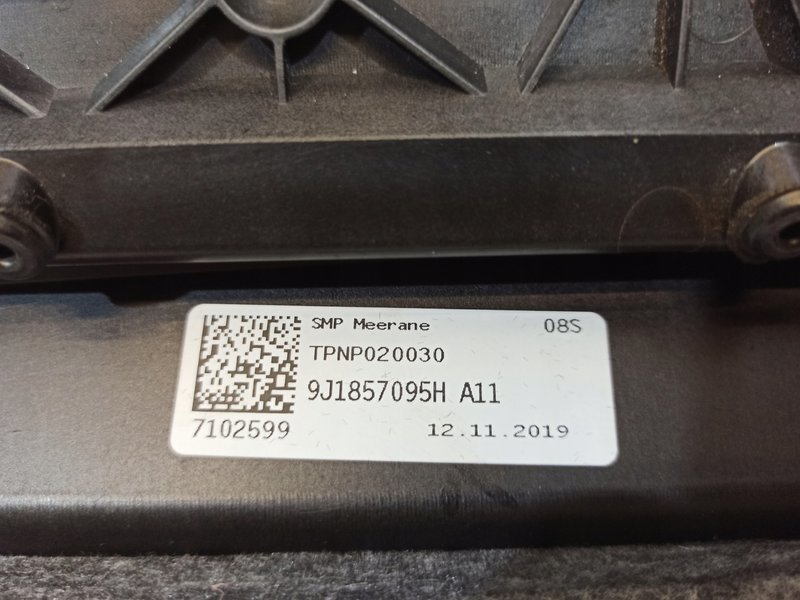 SMP Meerane 08S
TPNP020030
9J1857095H A11
7102599 12.11.2019